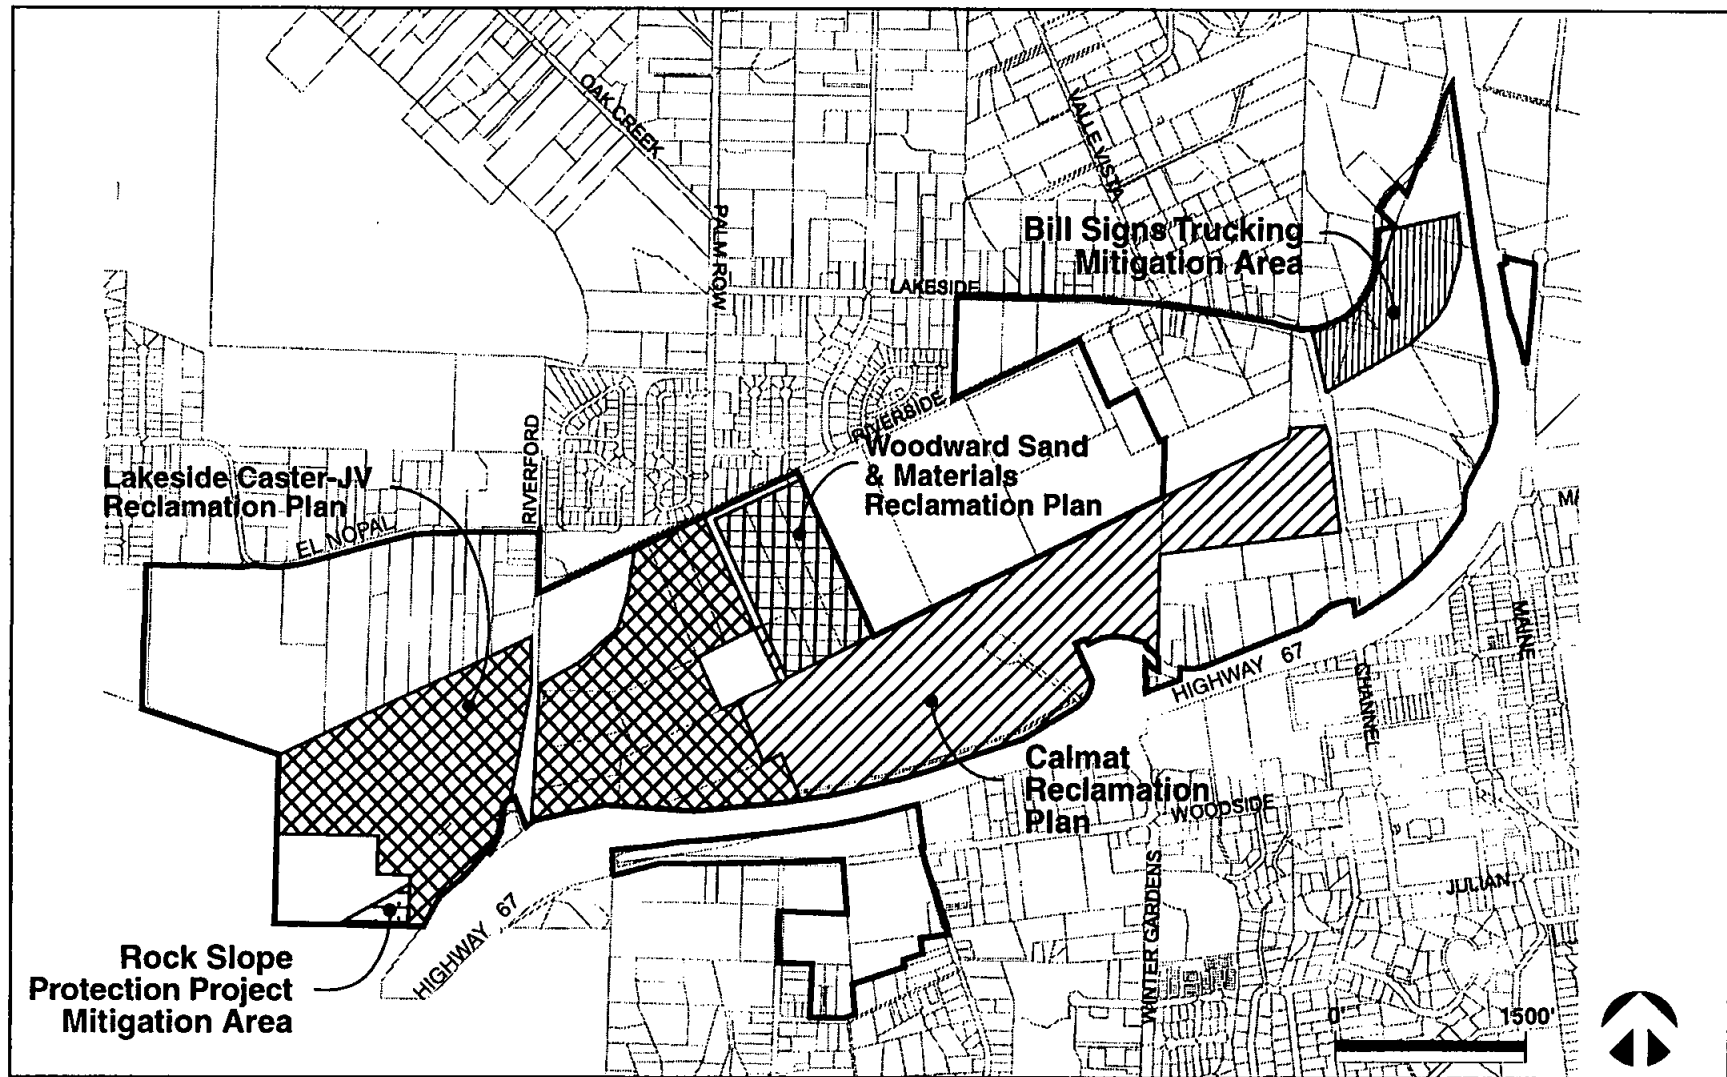 OAK CREEK
VALLE VISTA
PALM ROW
Bill Signs Trucking
Mitigation Area
LAKESIDE
RIVERSIDE
RIVERFORD
Woodward Sand
& Materials
Reclamation Plan
Lakeside Caster-JV
Reclamation Plan
EL NOPAL
MAINE
HIGHWAY 67
CHANNEL
Calmat
Reclamation
Plan
WOODSIDE
JULIAN
WINTER GARDENS
HIGHWAY 67
Rock Slope
Protection Project
Mitigation Area
0'
1500'